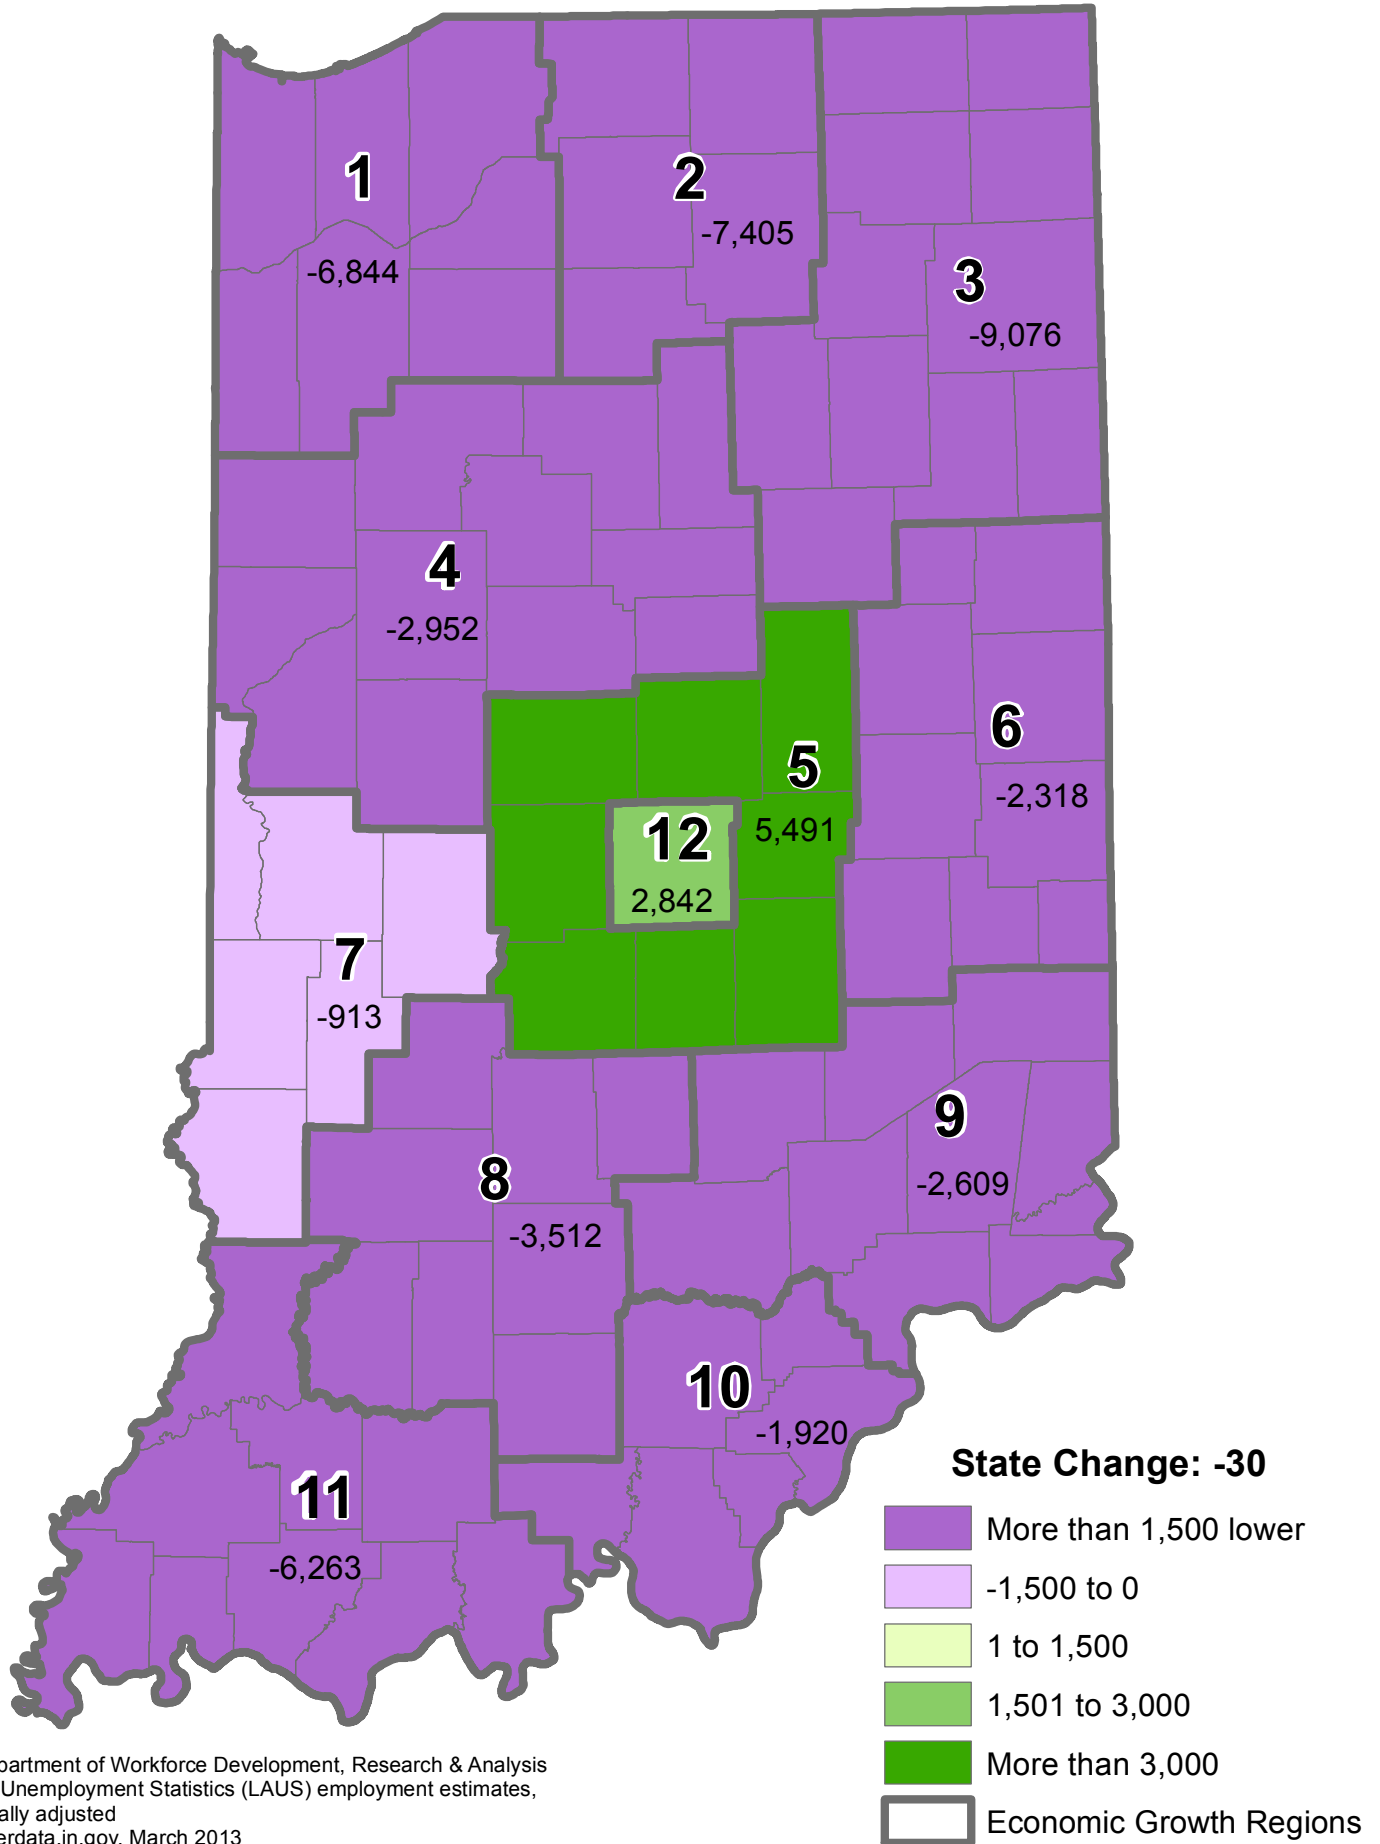 1
-6,844
2
-7,405
3
-9,076
4
-2,952
5
5,491
6
-2,318
12
2,842
7
-913
8
-3,512
9
-2,609
10
-1,920
11
-6,263
State Change: -30
More than 1,500 lower
-1,500 to 0
1 to 1,500
1,501 to 3,000
More than 3,000
Economic Growth Regions
partment of Workforce Development, Research & Analysis
Unemployment Statistics (LAUS) employment estimates,
ally adjusted
erdata.in.gov, March 2013